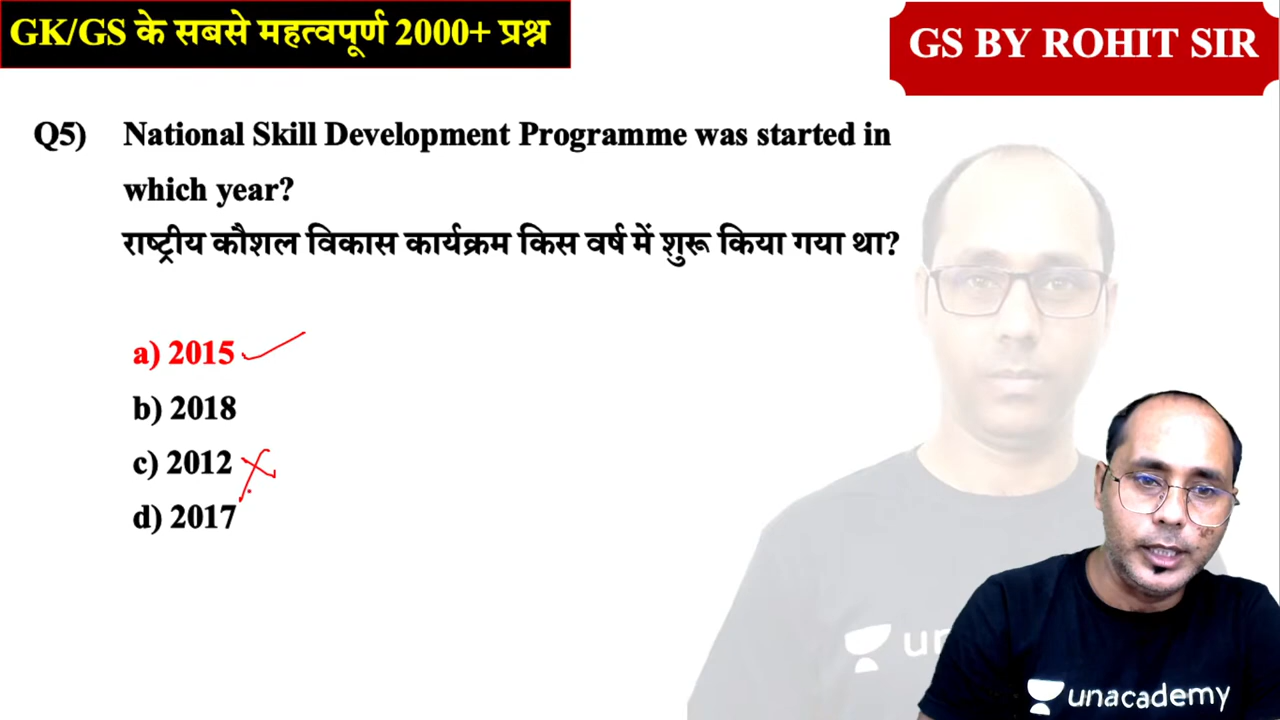 GK/GS के सबसे महत्वपूर्ण 2000+ प्रश्न
GS BY ROHIT SIR
Q5) National Skill Development Programme was started in
which year?
राष्ट्रीय कौशल विकास कार्यक्रम किस वर्ष में शुरू किया गया था?
a) 2015
b) 2018
c) 2012
d) 2017
un
unacademy